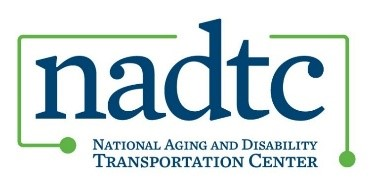 nadtc
National Aging and Disability
Transportation Center